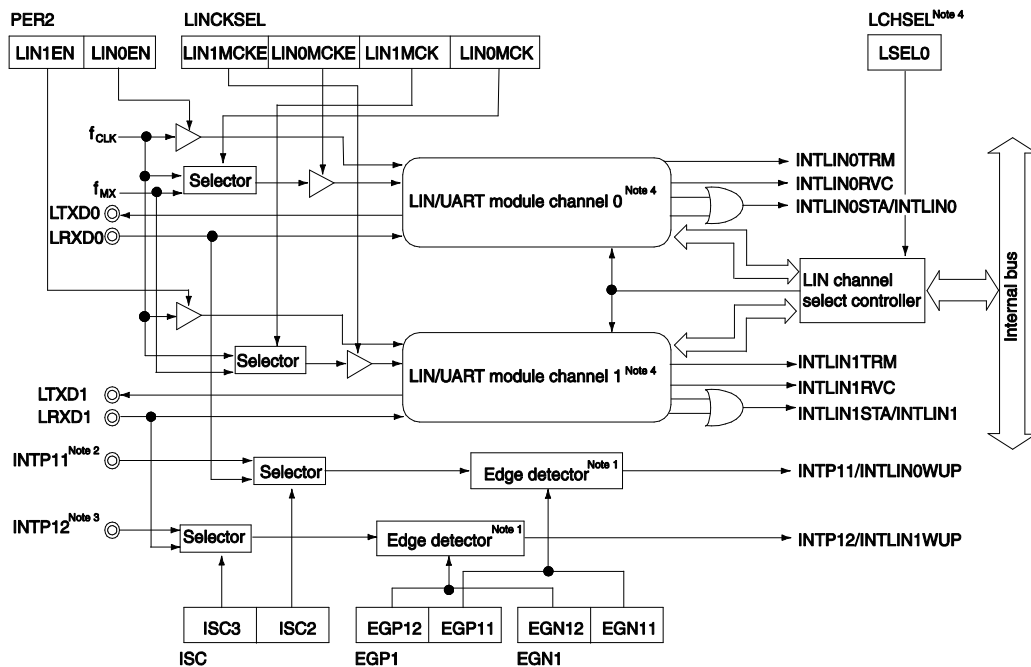 PER2
LINCKSEL
LCHSEL Note 4
LIN1EN LIN0EN
LIN1MCKE LIN0MCKE LIN1MCK LIN0MCK
LSEL0
fCLK
Selector
fMX
LTXD0
LRXD0
LIN/UART module channel 0 Note 4
INTLIN0TRM
INTLIN0RVC
INTLIN0STA/INTLIN0
LIN channel
select controller
Internal bus
Selector
LIN/UART module channel 1 Note 4
INTLIN1TRM
INTLIN1RVC
INTLIN1STA/INTLIN1
LTXD1
LRXD1
INTP11 Note 2
Selector
Edge detector Note 1
INTP11/INTLIN0WUP
INTP12 Note 3
Selector
Edge detector Note 1
INTP12/INTLIN1WUP
ISC3 ISC2
EGP12 EGP11
EGN12 EGN11
ISC
EGP1
EGN1